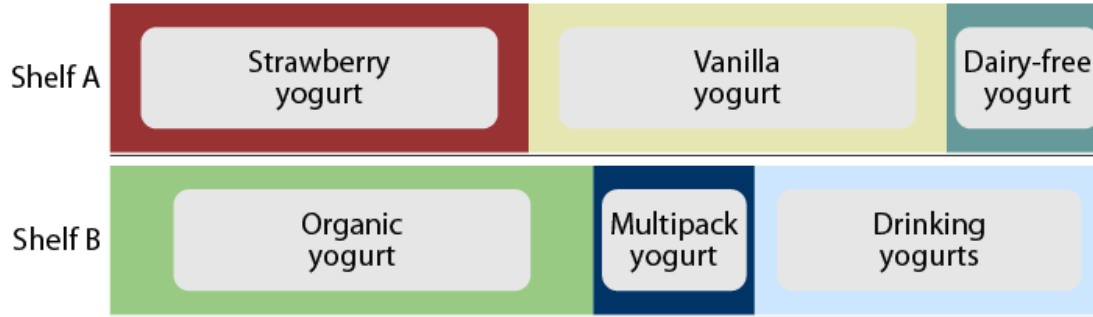 Shelf A
Strawberry
yogurt
Vanilla
yogurt
Dairy-free
yogurt
Shelf B
Organic
yogurt
Multipack
yogurt
Drinking
yogurts